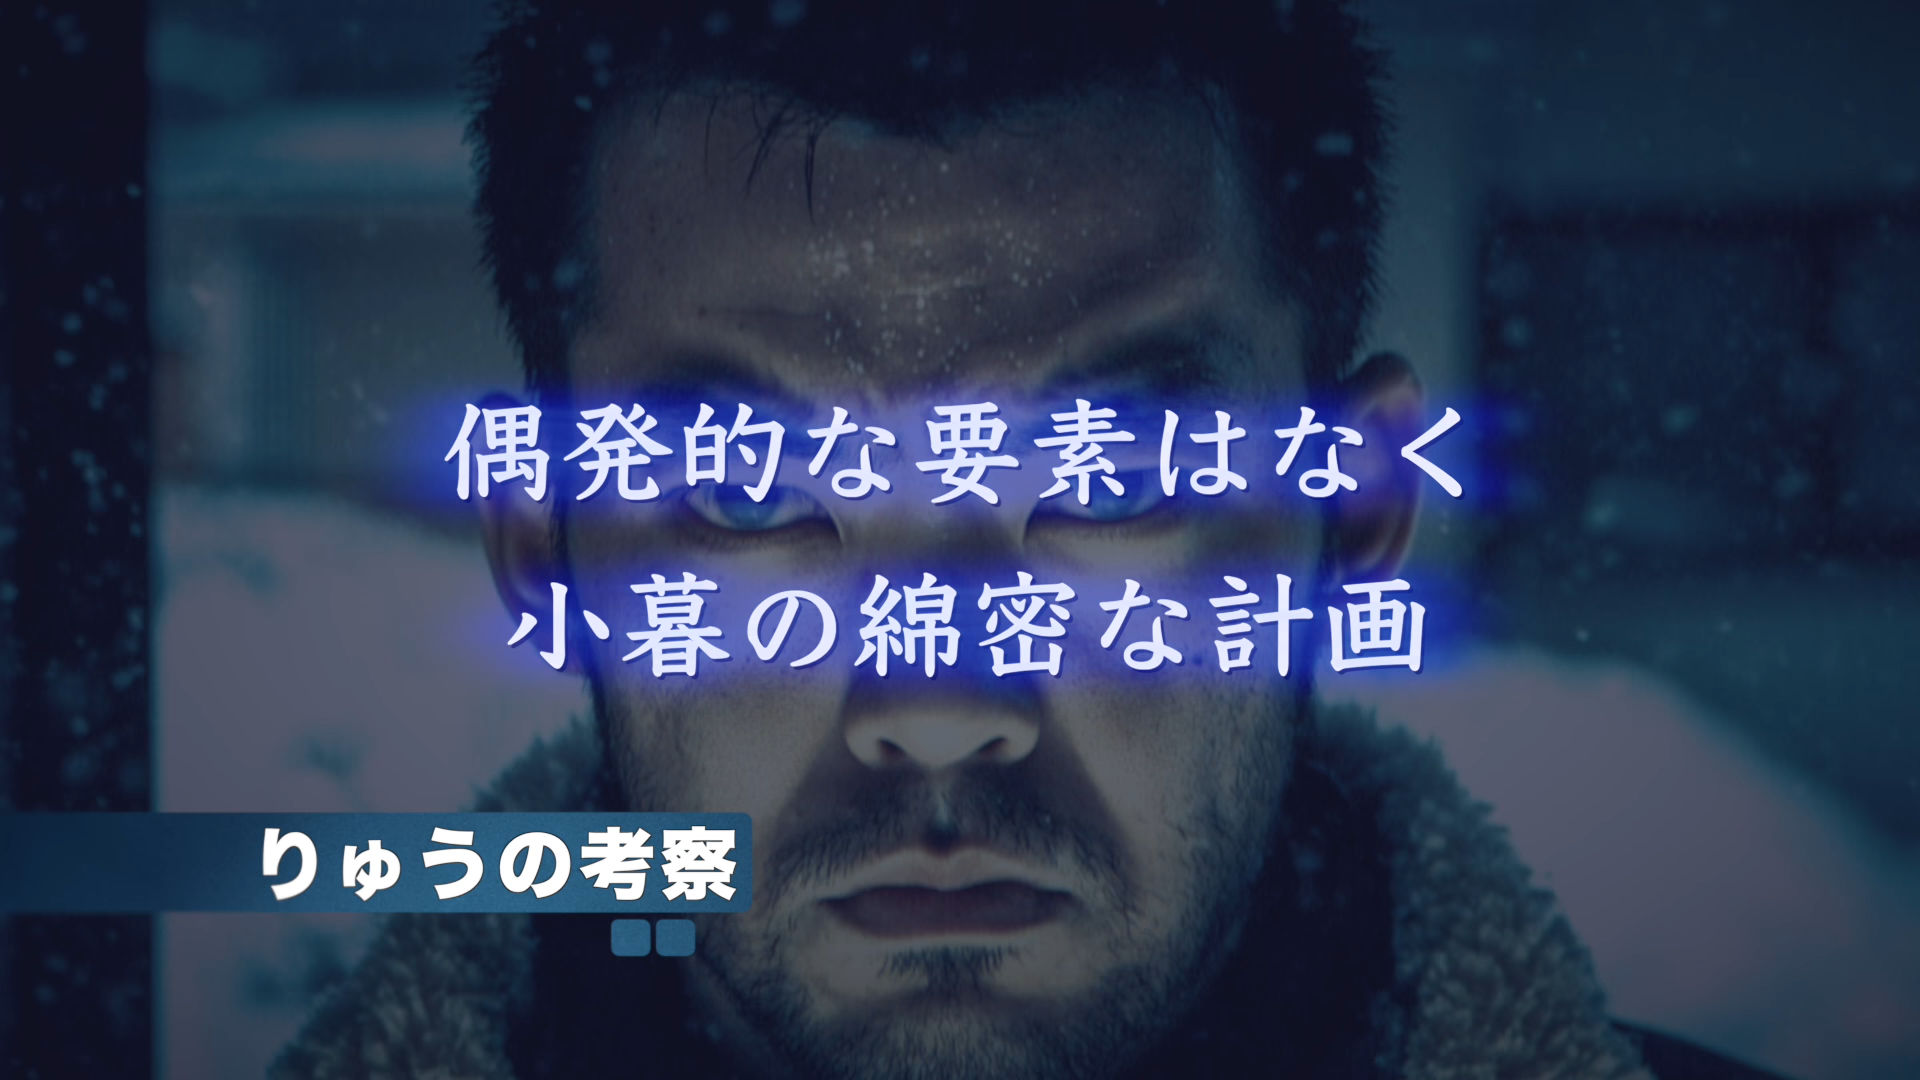 偶発的な要素はなく
小暮の綿密な計画
りゅうの考察